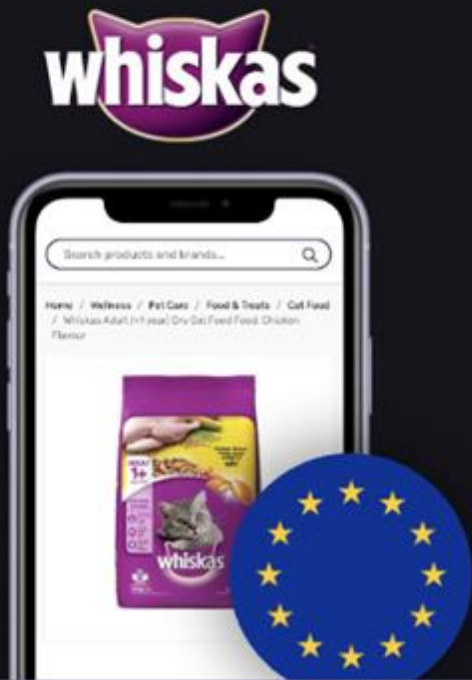 whiskas
Search products and brands...
Home / Wellness / Pet Care / Food & Treats / Cat Food
/ Whiskas Adult (+1 year) Dry Cat Food Food, Chicken
Flavour
1+
whiskas